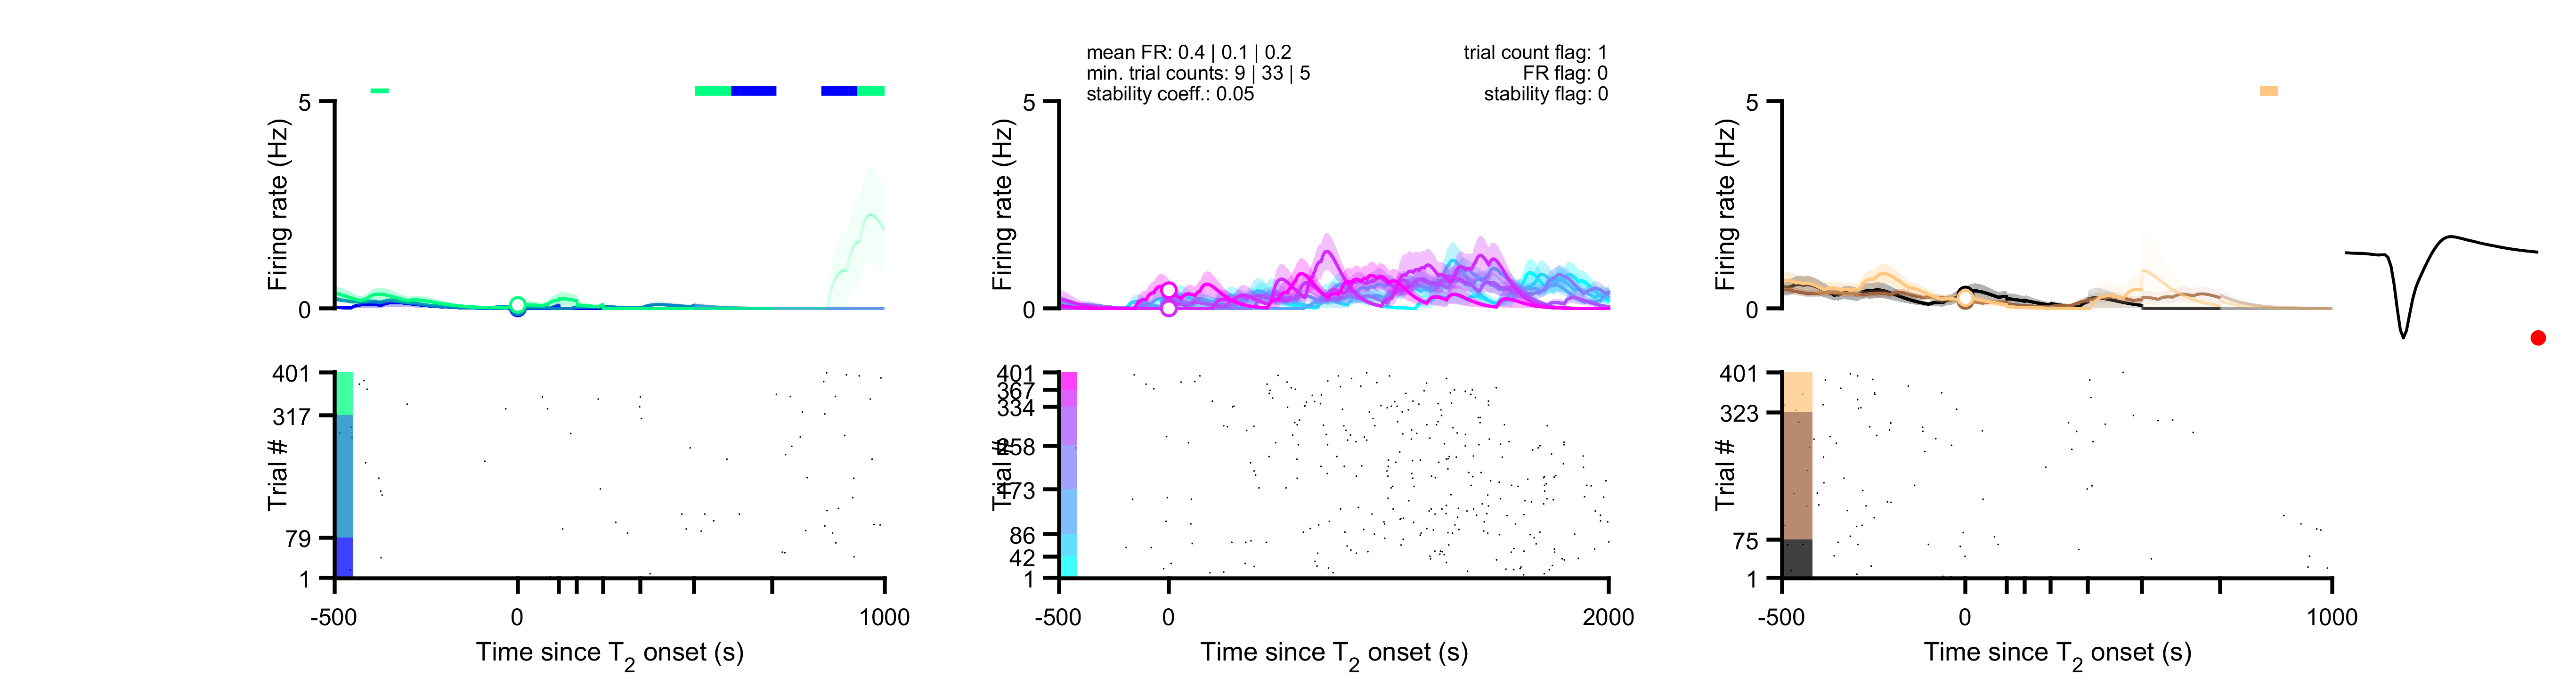 mean FR: 0.4 | 0.1 | 0.2
min. trial counts: 9 | 33 | 5
stability coeff.: 0.05
trial count flag: 1
FR flag: 0
stability flag: 0
5
0
Firing rate (Hz)
401
317
79
1
Trial #
-500
0
1000
Time since T2 onset (s)
5
0
Firing rate (Hz)
401
367
334
258
173
86
42
1
Trial #
-500
0
2000
Time since T2 onset (s)
5
0
Firing rate (Hz)
401
323
75
1
Trial #
-500
0
1000
Time since T2 onset (s)